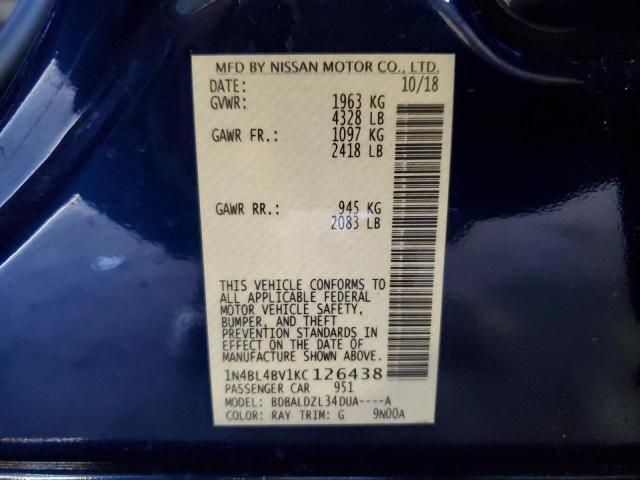 MFD BY NISSAN MOTOR CO., LTD.
DATE: 10/18
GVWR: 1963 KG
4328 LB
GAWR FR.: 1097 KG
2418 LB
GAWR RR.: 945 KG
2083 LB
THIS VEHICLE CONFORMS TO
ALL APPLICABLE FEDERAL
MOTOR VEHICLE SAFETY,
BUMPER, AND THEFT
PREVENTION STANDARDS IN
EFFECT ON THE DATE OF
MANUFACTURE SHOWN ABOVE.
1N4BL4BV1KC126438
PASSENGER CAR 951
MODEL: BDBALDZL34DUA----A
COLOR: RAY TRIM: G 9N00A